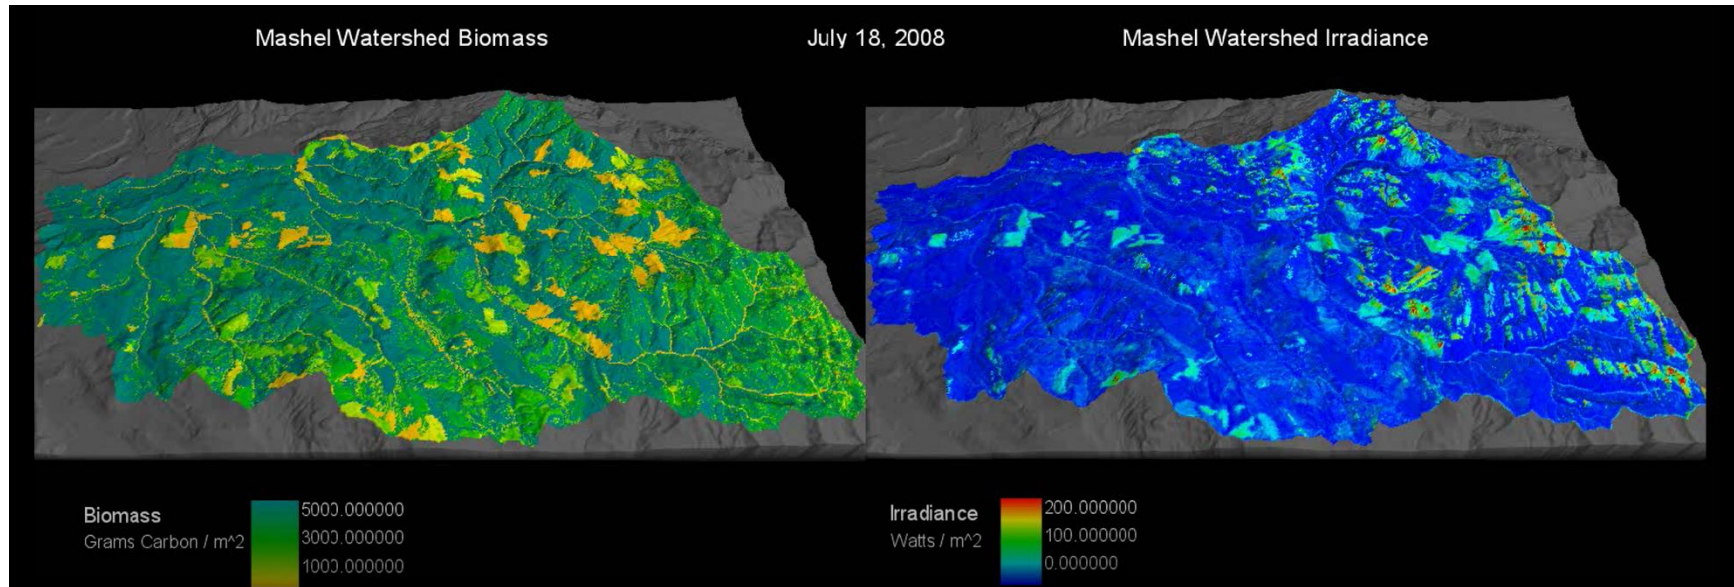 Mashel Watershed Biomass
July 18, 2008
Mashel Watershed Irradiance
Biomass
Grams Carbon / m^2
5000.000000
3000.000000
1000.000000
Irradiance
Watts / m^2
200.000000
100.000000
0.000000